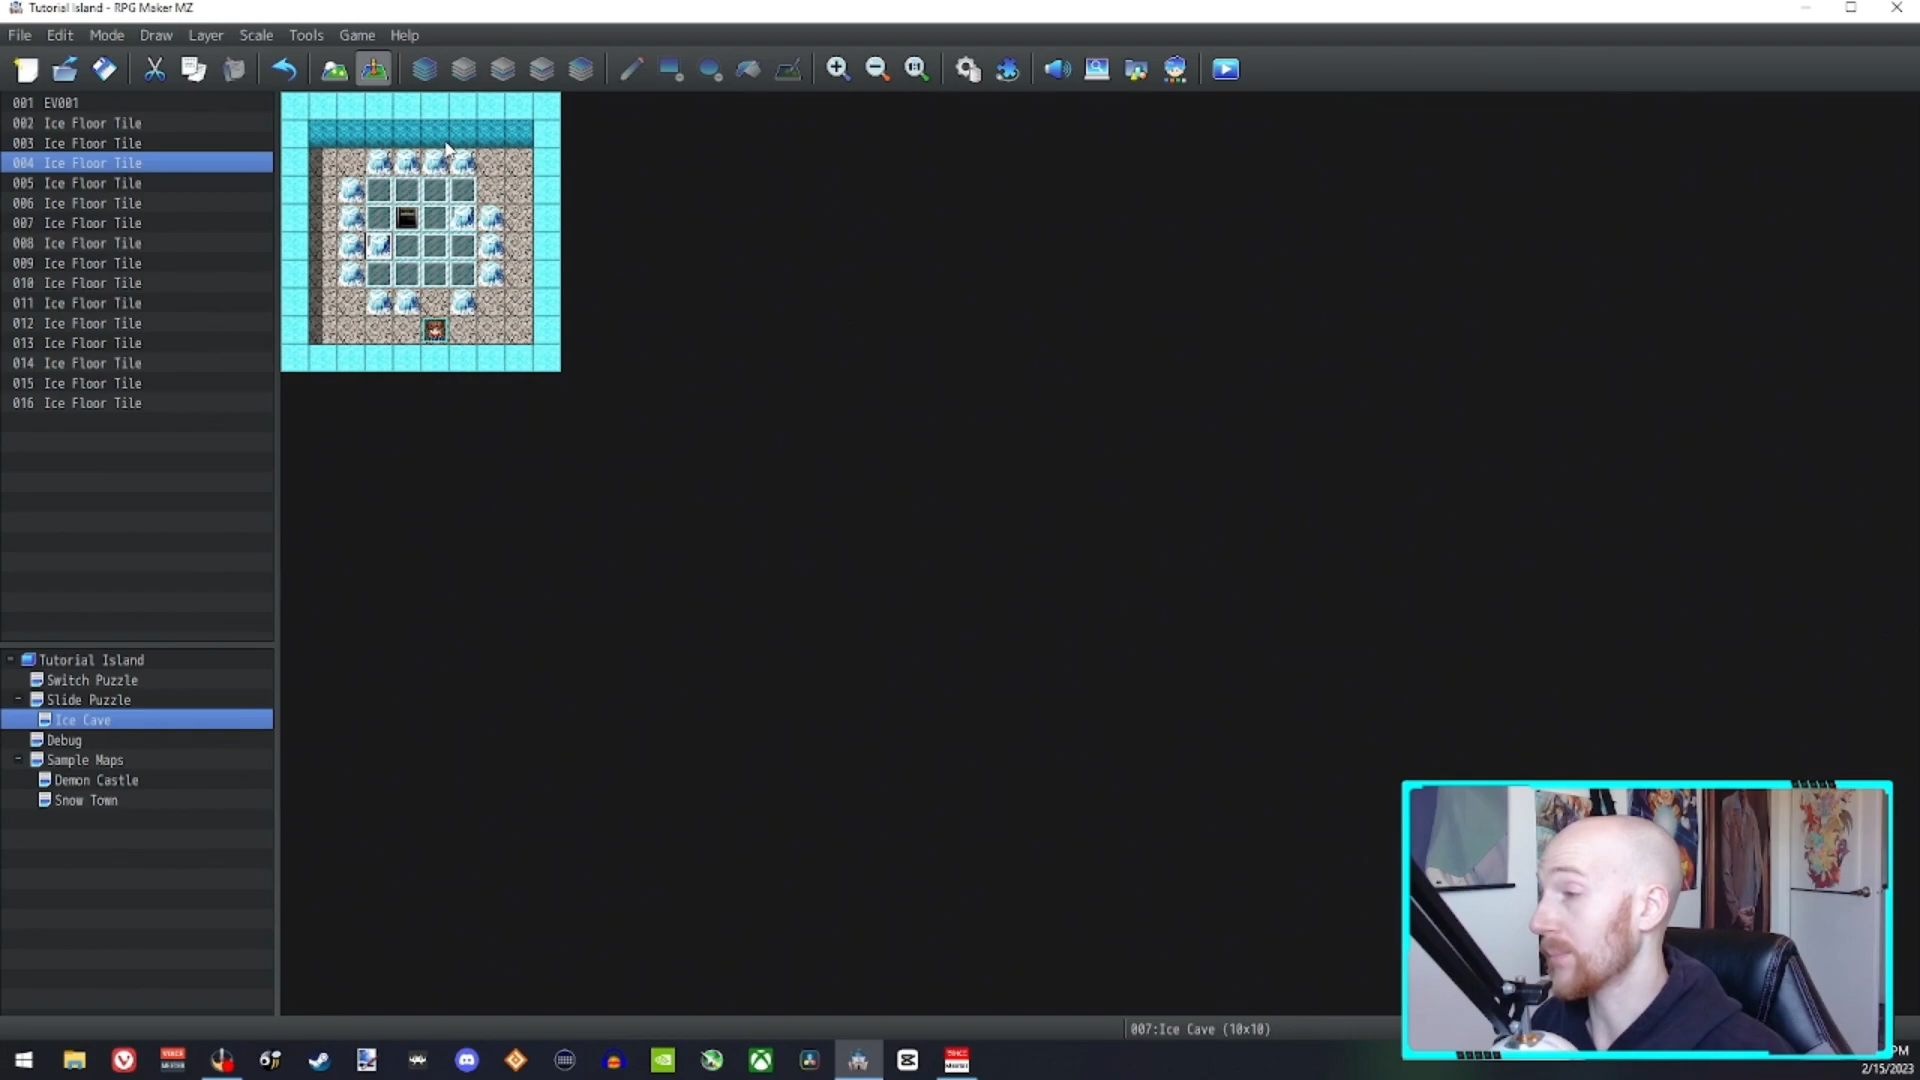 Tutorial Island - RPG Maker MZ
File Edit Mode Draw Layer Scale Tools Game Help
001 EV001
002 Ice Floor Tile
003 Ice Floor Tile
004 Ice Floor Tile
005 Ice Floor Tile
006 Ice Floor Tile
007 Ice Floor Tile
008 Ice Floor Tile
009 Ice Floor Tile
010 Ice Floor Tile
011 Ice Floor Tile
012 Ice Floor Tile
013 Ice Floor Tile
014 Ice Floor Tile
015 Ice Floor Tile
016 Ice Floor Tile
Tutorial Island
Switch Puzzle
Slide Puzzle
Ice Cave
Debug
Sample Maps
Demon Castle
Snow Town
007:Ice Cave (10x10)
PM
2/15/2023